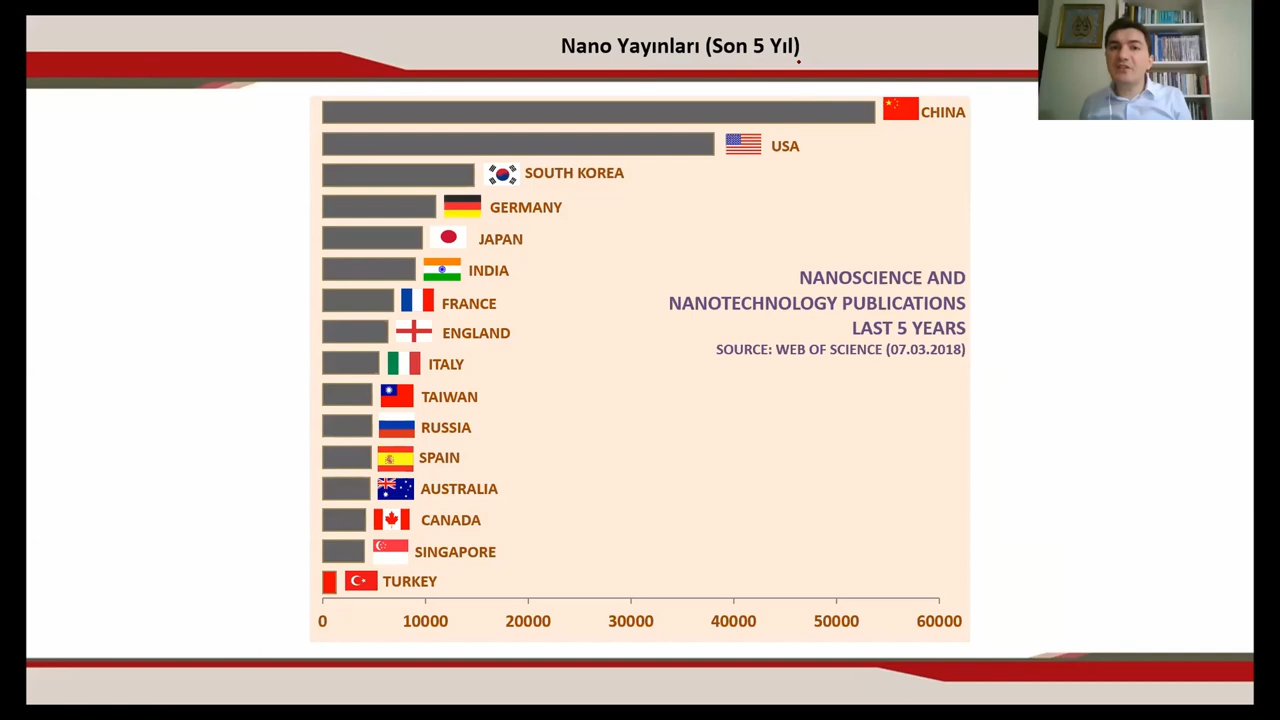 Nano Yayınları (Son 5 Yıl)
CHINA
USA
SOUTH KOREA
GERMANY
JAPAN
INDIA
FRANCE
ENGLAND
ITALY
TAIWAN
RUSSIA
SPAIN
AUSTRALIA
CANADA
SINGAPORE
TURKEY
NANOSCIENCE AND
NANOTECHNOLOGY PUBLICATIONS
LAST 5 YEARS
SOURCE: WEB OF SCIENCE (07.03.2018)
0 10000 20000 30000 40000 50000 60000